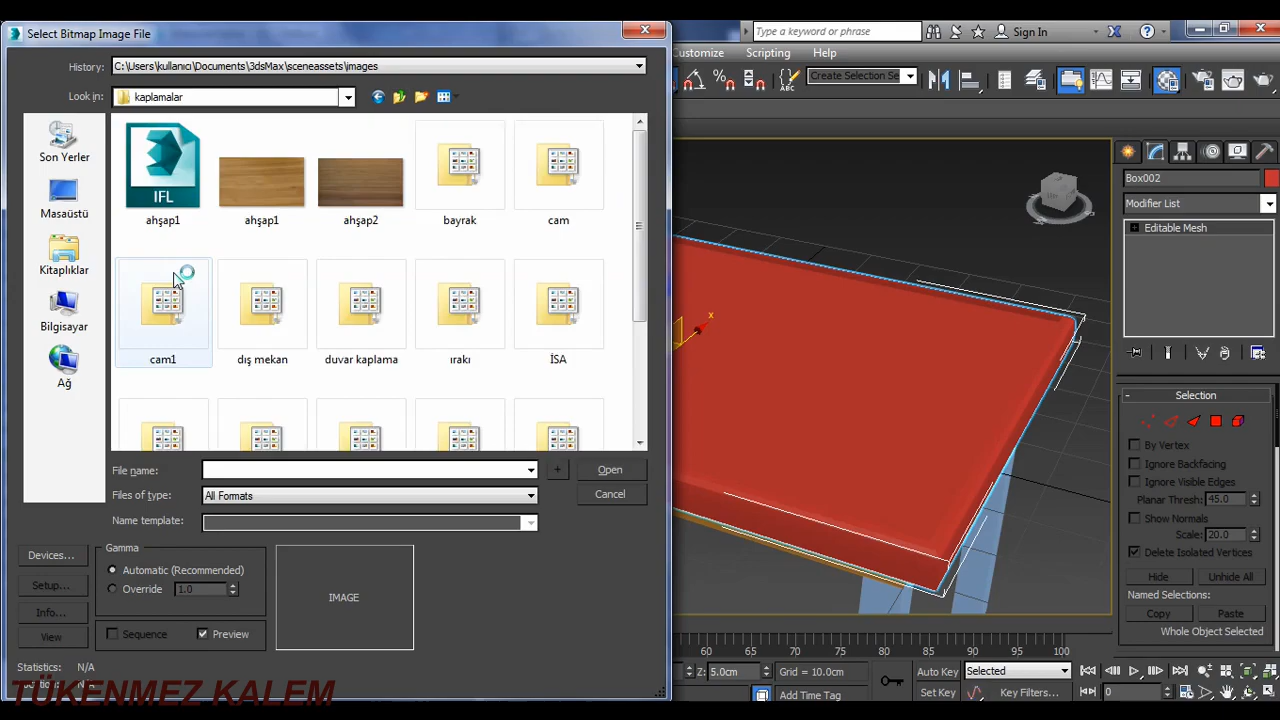 Select Bitmap Image File
Type a keyword or phrase
Sign In
History:
C:\Users\kullanıcı\Documents\3dsMax\sceneassets\images
Customize
Scripting
Help
Look in:
kaplamalar
Create Selection Se
Son Yerler
Masaüstü
Kitaplıklar
Bilgisayar
Ağ
IFL
ahşap1
ahşap1
ahşap2
bayrak
cam
cam1
dış mekan
duvar kaplama
ırakı
İSA
File name:
Open
Files of type:
All Formats
Cancel
Name template:
Devices...
Setup...
Info...
View
Gamma
Automatic (Recommended)
Override
1.0
Sequence
Preview
IMAGE
Statistics:
N/A
N/A
TÜKENMEZ KALEM
x
Box002
Modifier List
Editable Mesh
Selection
By Vertex
Ignore Backfacing
Ignore Visible Edges
Planar Thresh:
45.0
Show Normals
Scale:
20.0
Delete Isolated Vertices
Hide
Unhide All
Named Selections:
Copy
Paste
Whole Object Selected
55
60
65
70
75
80
85
90
95
100
Z:
5.0cm
Grid = 10.0cm
Add Time Tag
Auto Key
Selected
Set Key
Key Filters...
0